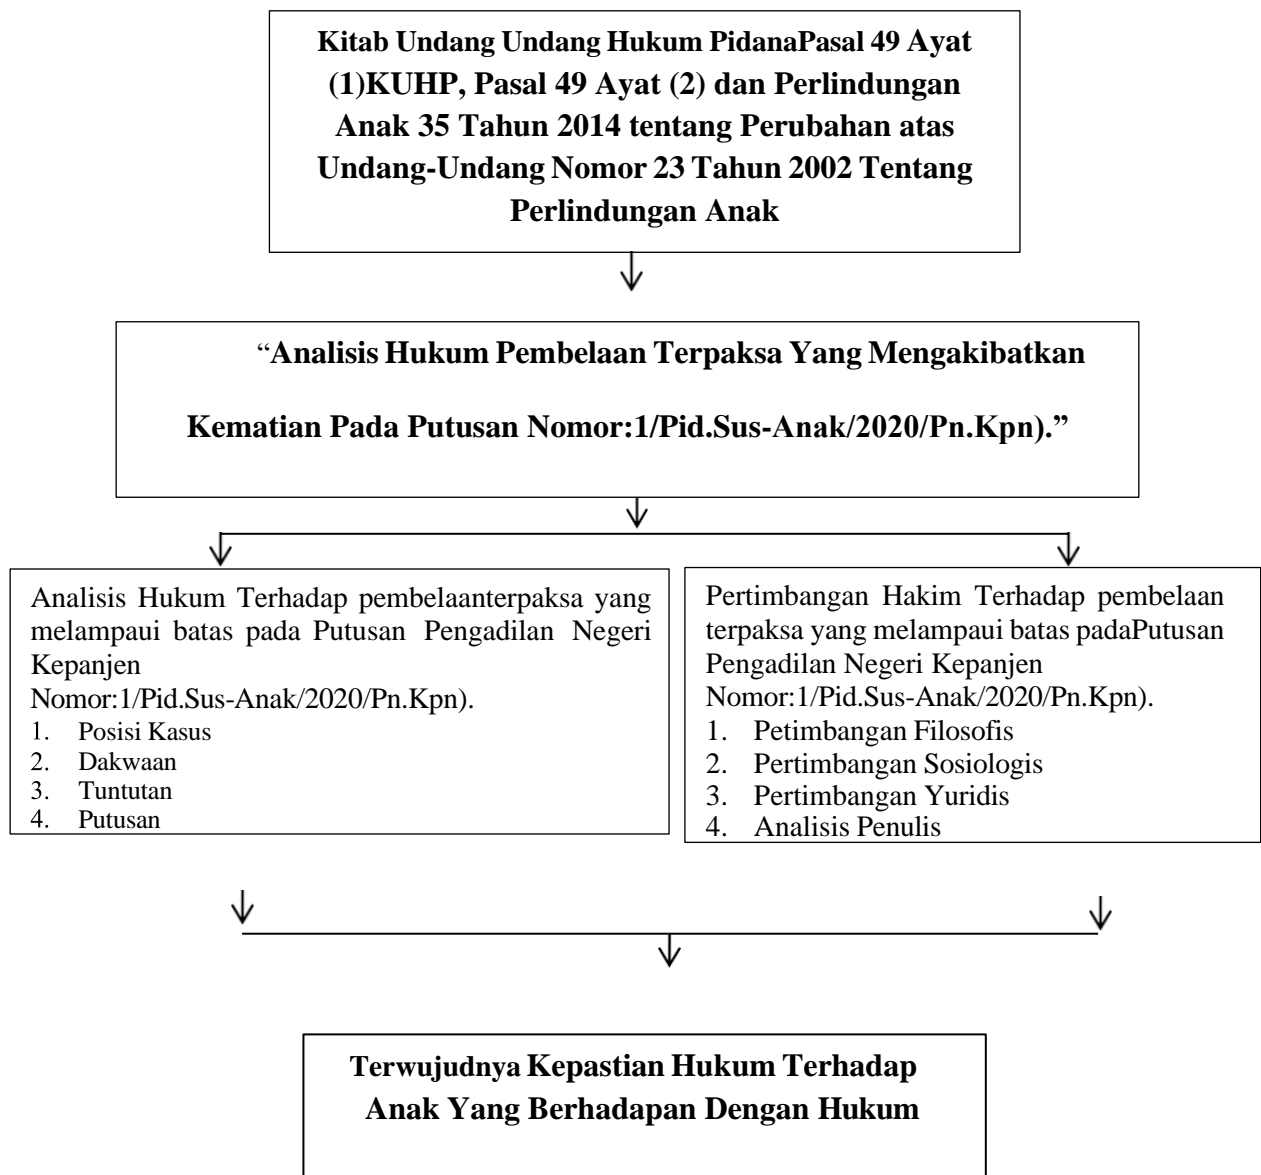 Kitab Undang Undang Hukum PidanaPasal 49 Ayat
(1)KUHP, Pasal 49 Ayat (2) dan Perlindungan
Anak 35 Tahun 2014 tentang Perubahan atas
Undang-Undang Nomor 23 Tahun 2002 Tentang
Perlindungan Anak
“Analisis Hukum Pembelaan Terpaksa Yang Mengakibatkan
Kematian Pada Putusan Nomor:1/Pid.Sus-Anak/2020/Pn.Kpn).”
Analisis Hukum Terhadap pembelaanterpaksa yang
melampaui batas pada Putusan Pengadilan Negeri
Kepanjen
Nomor:1/Pid.Sus-Anak/2020/Pn.Kpn).
1. Posisi Kasus
2. Dakwaan
3. Tuntutan
4. Putusan
Pertimbangan Hakim Terhadap pembelaan
terpaksa yang melampaui batas padaPutusan
Pengadilan Negeri Kepanjen
Nomor:1/Pid.Sus-Anak/2020/Pn.Kpn).
1. Petimbangan Filosofis
2. Pertimbangan Sosiologis
3. Pertimbangan Yuridis
4. Analisis Penulis
Terwujudnya Kepastian Hukum Terhadap
Anak Yang Berhadapan Dengan Hukum